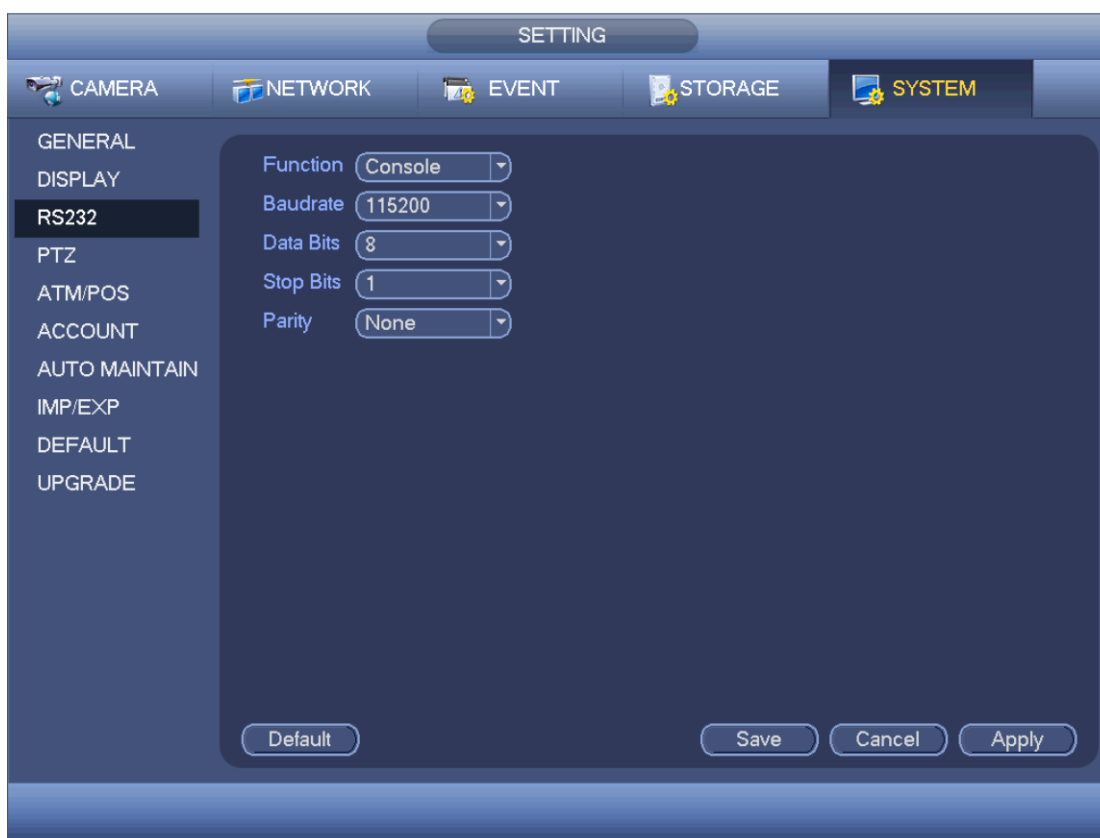 SETTING
CAMERA NETWORK EVENT STORAGE SYSTEM
GENERAL
DISPLAY
RS232
PTZ
ATM/POS
ACCOUNT
AUTO MAINTAIN
IMP/EXP
DEFAULT
UPGRADE
Function Console
Baudrate 115200
Data Bits 8
Stop Bits 1
Parity None
Default Save Cancel Apply